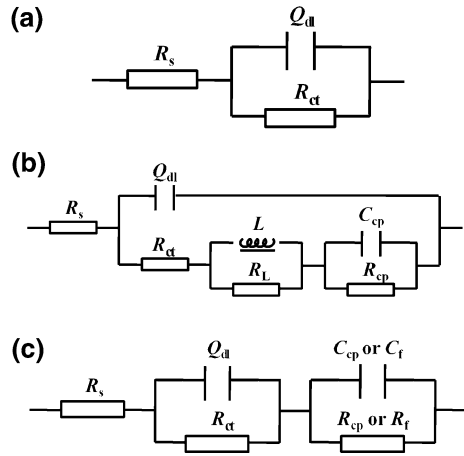 (a)
Qdl
Rs
Rct
(b)
Qdl
Rs
L
Ccp
Rct
RL
Rcp
(c)
Qdl
Ccp or Cf
Rs
Rct
Rcp or Rf